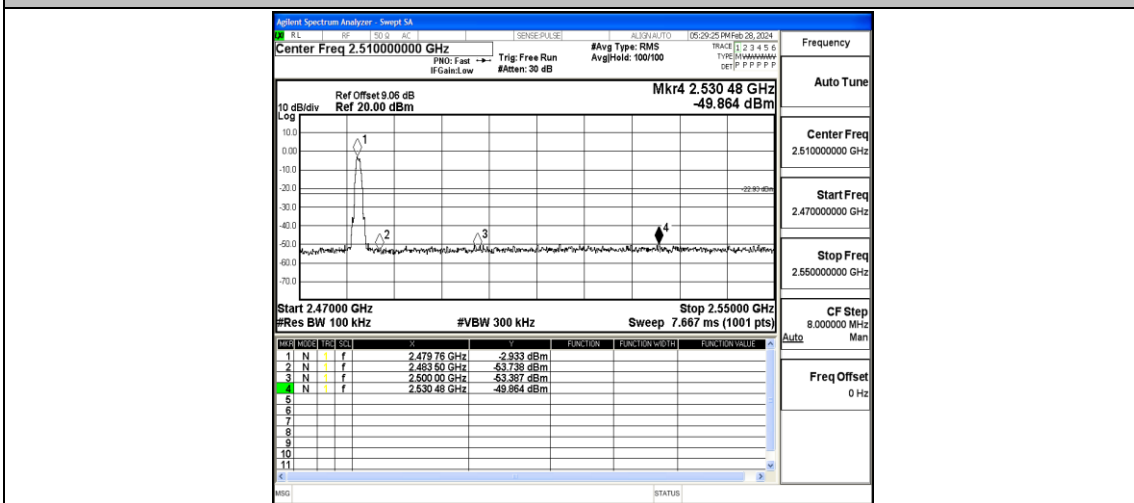 Agilent Spectrum Analyzer - Swept SA
RL RF 50 Ω AC SENSE:PULSE ALIGN AUTO 05:29:25 PM Feb 28, 2024
Center Freq 2.510000000 GHz
PNO: Fast
IFGain:Low
Trig: Free Run
#Atten: 30 dB
#Avg Type: RMS
Avg|Hold: 100/100
TRACE 1 2 3 4 5 6
TYPE M W W W W W
DET P P P P P P
Frequency
Mkr4 2.530 48 GHz
-49.864 dBm
Ref Offset 9.06 dB
10 dB/div Ref 20.00 dBm
Log
10.0
0.00
-10.0
-20.0
-30.0
-40.0
-50.0
-60.0
-70.0
1
2
3
4
-22.93 dBm
Start 2.47000 GHz Stop 2.55000 GHz
#Res BW 100 kHz #VBW 300 kHz Sweep 7.667 ms (1001 pts)
MKR MODE TRC SCL X Y FUNCTION FUNCTION WIDTH FUNCTION VALUE
1 N 1 f 2.479 76 GHz -2.933 dBm
2 N 1 f 2.483 50 GHz -53.738 dBm
3 N 1 f 2.500 00 GHz -53.387 dBm
4 N 1 f 2.530 48 GHz -49.864 dBm
5
6
7
8
9
10
11
MSG STATUS
Auto Tune
Center Freq
2.510000000 GHz
Start Freq
2.470000000 GHz
Stop Freq
2.550000000 GHz
CF Step
8.000000 MHz
Auto Man
Freq Offset
0 Hz